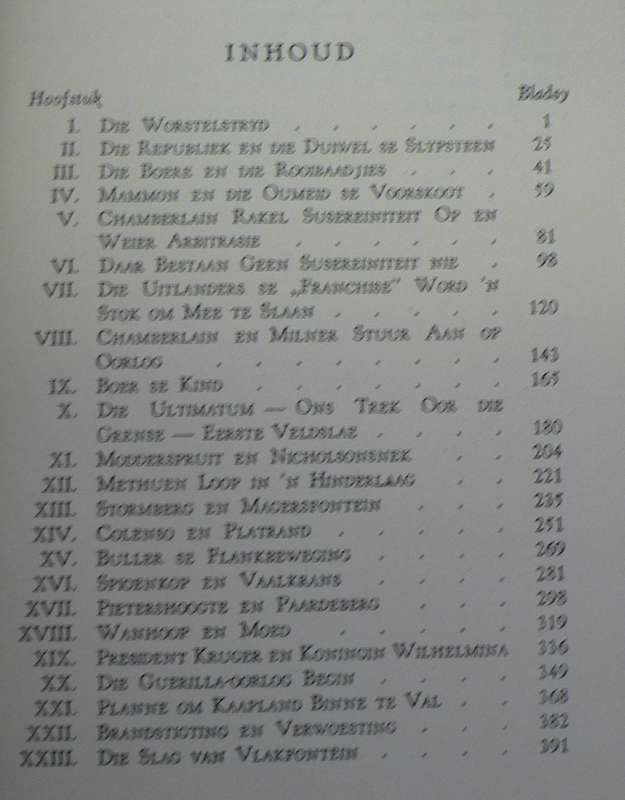 INHOUD
Hoofstuk Bladsy
I. Die Worstelstryd . . . . . . 1
II. Die Republiek en die Duiwel se Slypsteen 25
III. Die Boere en die Rooibaadjies . . . 41
IV. Mammon en die Oumeid se Voorskoot . 59
V. Chamberlain Rakel Susereiniteit Op en
Weier Arbitrasie . . . . . . 81
VI. Daar Bestaan Geen Susereiniteit nie . 98
VII. Die Uitlanders se „Franchise” Word 'n
Stok om Mee te Slaan . . . . . 120
VIII. Chamberlain en Milner Stuur Aan op
Oorlog . . . . . . . . 143
IX. Boer se Kind . . . . . . . 165
X. Die Ultimatum — Ons Trek Oor die
Grense — Eerste Veldslae . . . . 180
XI. Modderspruit en Nicholsonsnek . . 204
XII. Methuen Loop in 'n Hinderlaag . . 221
XIII. Stormberg en Magersfontein . . . 235
XIV. Colenso en Platrand . . . . . 251
XV. Buller se Flankbeweging . . . . 269
XVI. Spioenkop en Vaalkrans . . . . 281
XVII. Pietershoogte en Paardeberg . . . 298
XVIII. Wanhoop en Moed . . . . . 319
XIX. President Kruger en Koningin Wilhelmina 336
XX. Die Guerilla-oorlog Begin . . . . 349
XXI. Planne om Kaapland Binne te Val . . 368
XXII. Brandstigting en Verwoesting . . . 382
XXIII. Die Slag van Vlakfontein . . . . 391